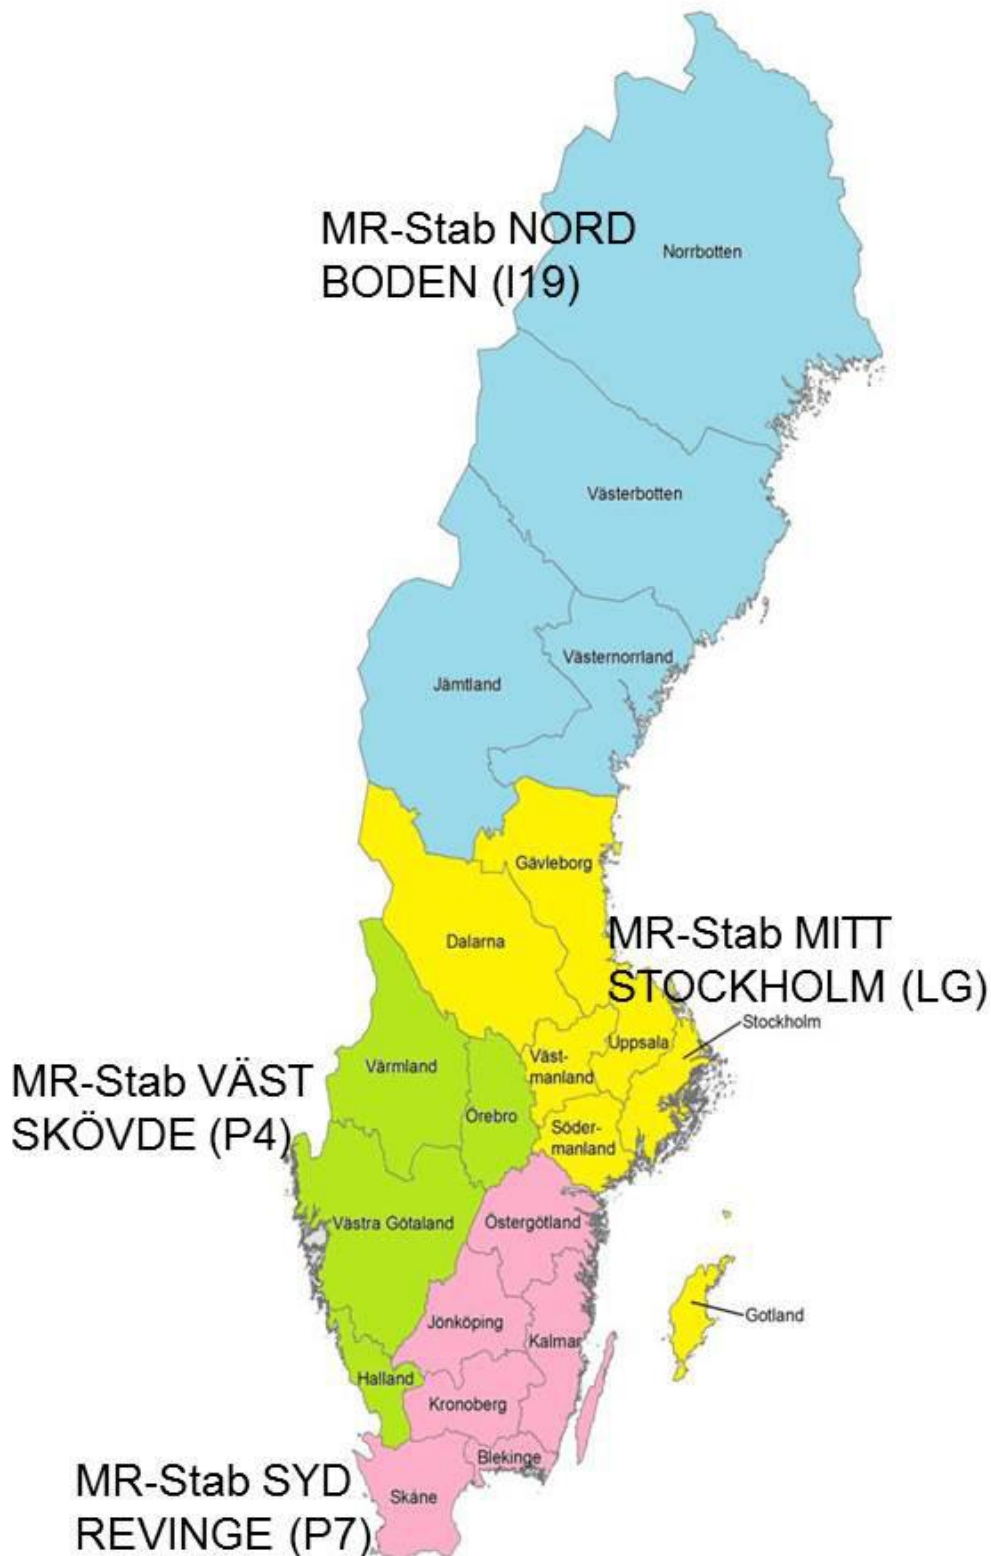 MR-Stab NORD
BODEN (I19)
Norrbotten
Västerbotten
Västernorrland
Jämtland
Gävleborg
Dalarna
MR-Stab MITT
STOCKHOLM (LG)
Stockholm
Uppsala
Väst-
manland
Värmland
MR-Stab VÄST
SKÖVDE (P4)
Örebro
Söder-
manland
Västra Götaland
Östergötland
Gotland
Jönköping
Kalmar
Halland
Kronoberg
Blekinge
MR-Stab SYD
REVINGE (P7)
Skåne